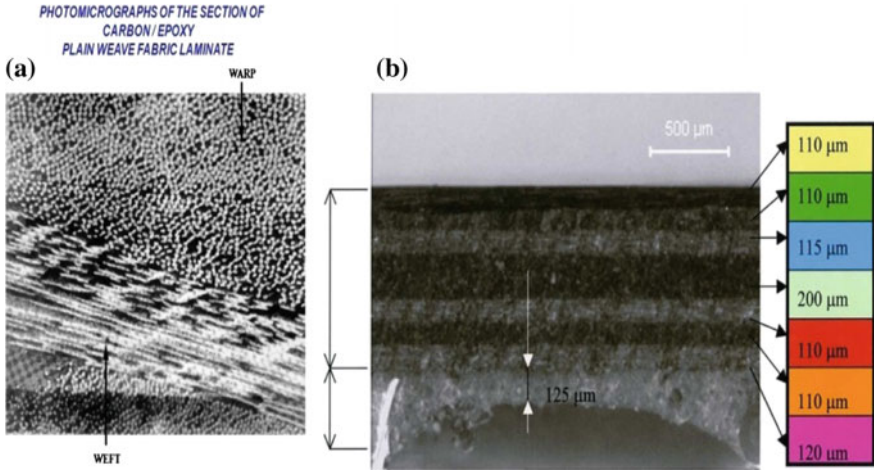 PHOTOMICROGRAPHS OF THE SECTION OF
CARBON / EPOXY
PLAIN WEAVE FABRIC LAMINATE
(a)
WARP
WEFT
(b)
500 µm
125 µm
110 µm
110 µm
115 µm
200 µm
110 µm
110 µm
120 µm